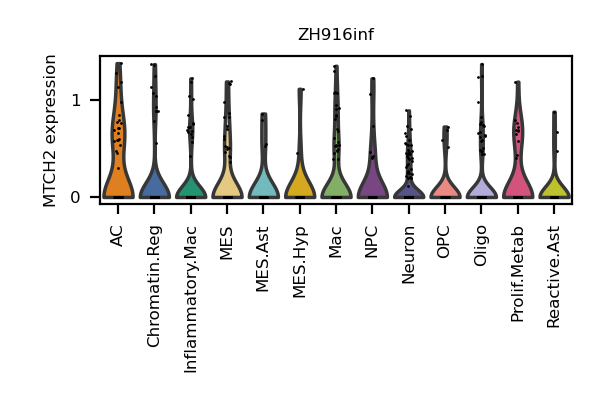 ZH916inf
MTCH2 expression
1
0
AC
Chromatin.Reg
Inflammatory.Mac
MES
MES.Ast
MES.Hyp
Mac
NPC
Neuron
OPC
Oligo
Prolif.Metab
Reactive.Ast